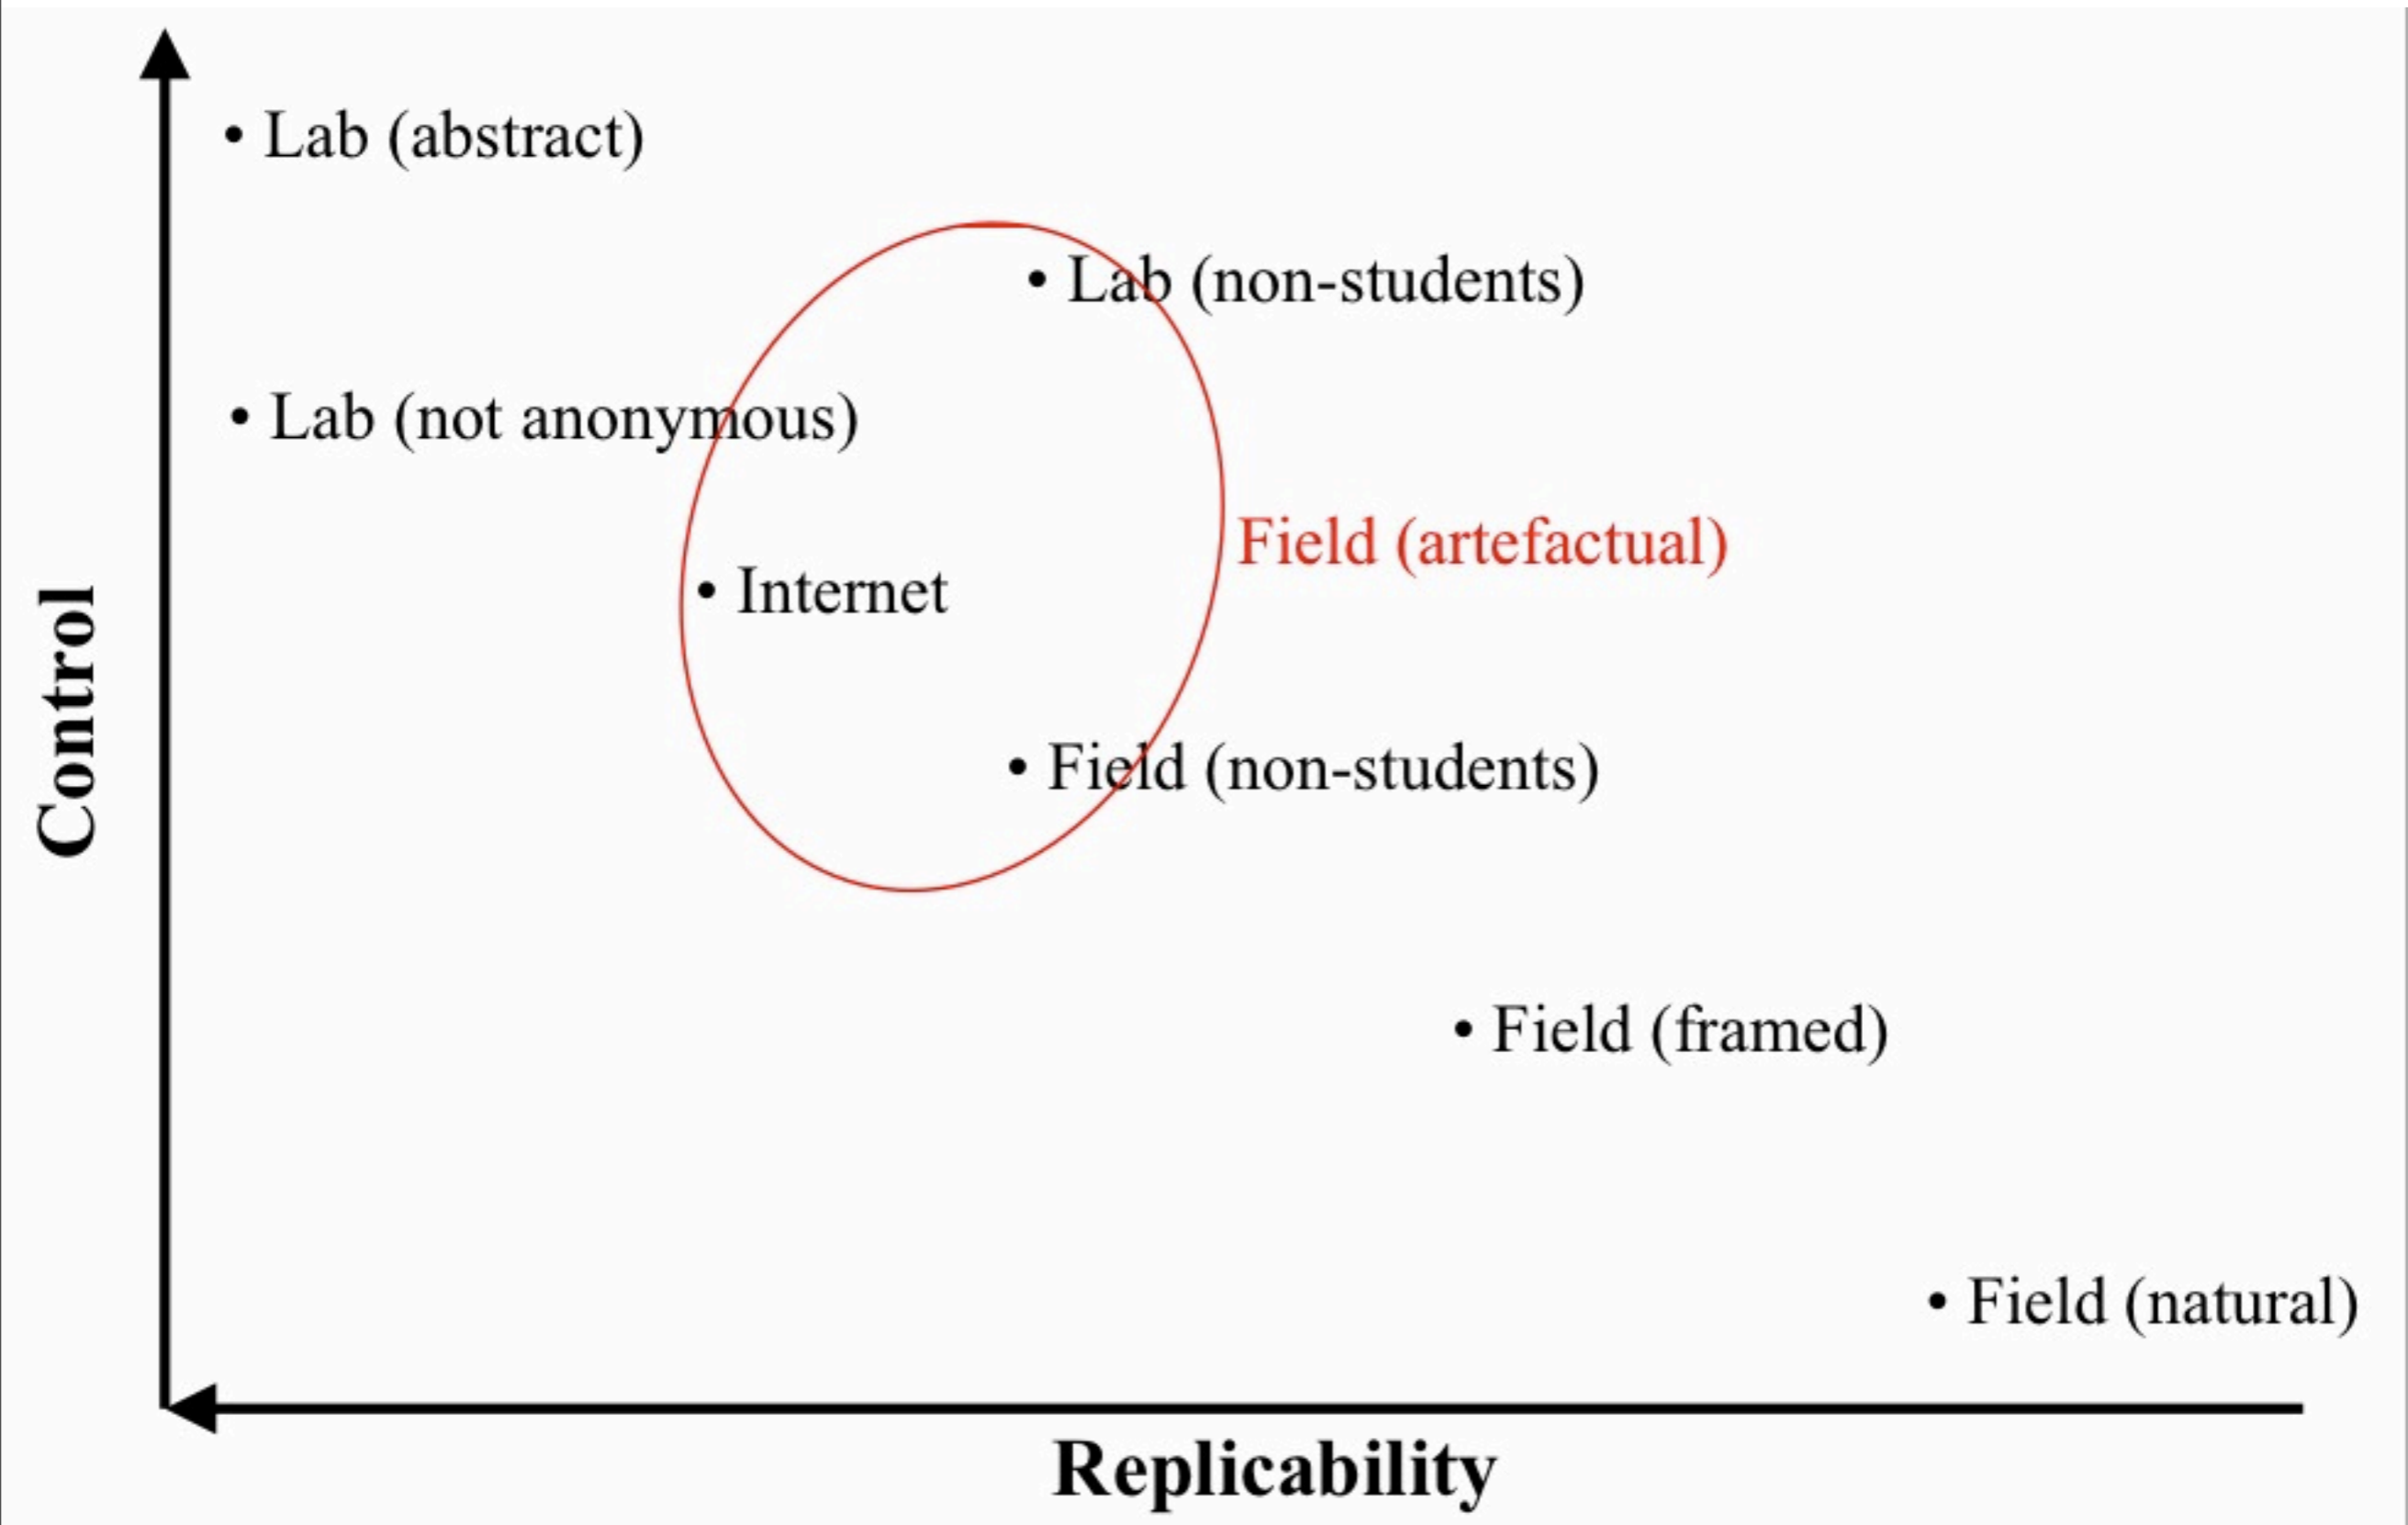 • Lab (abstract)
• Lab (non-students)
• Lab (not anonymous)
Field (artefactual)
• Internet
Control
• Field (non-students)
• Field (framed)
• Field (natural)
Replicability